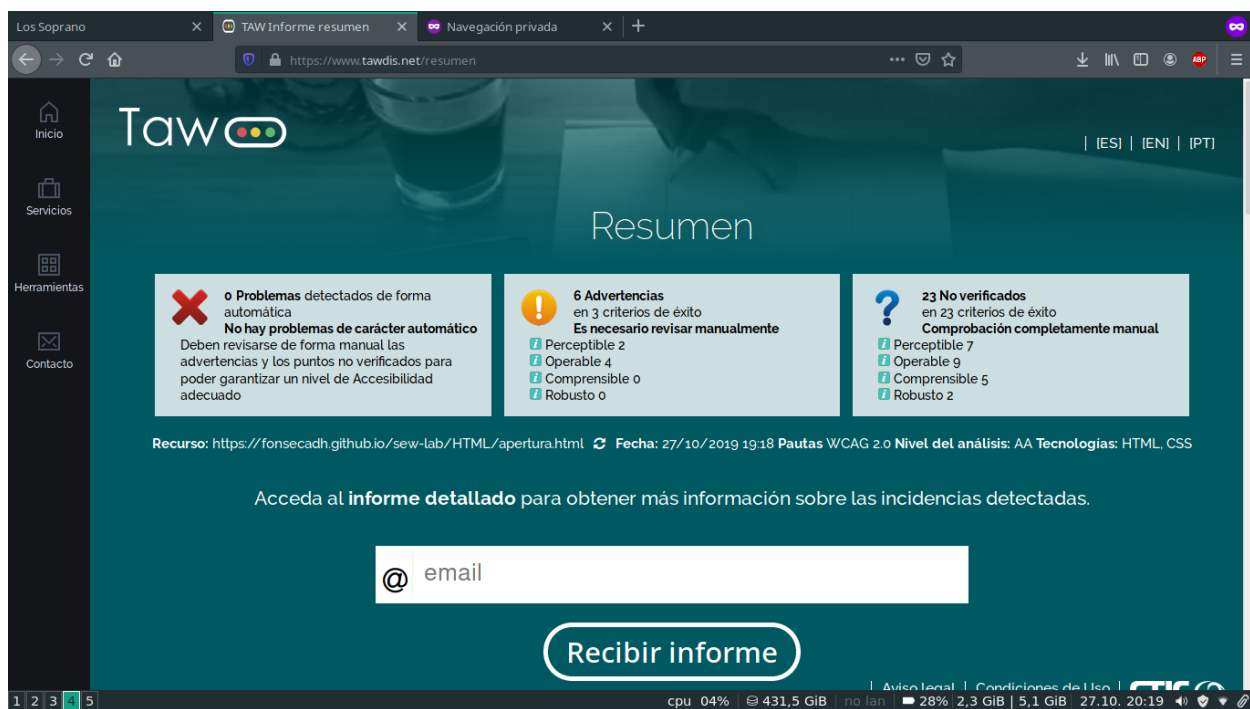 Los Soprano
TAW Informe resumen
Navegación privada
https://www.tawdis.net/resumen
ABP
Inicio
Servicios
Herramientas
Contacto
Taw
| [ES] | [EN] | [PT]
Resumen
0 Problemas detectados de forma
automática
No hay problemas de carácter automático
Deben revisarse de forma manual las
advertencias y los puntos no verificados para
poder garantizar un nivel de Accesibilidad
adecuado
6 Advertencias
en 3 criterios de éxito
Es necesario revisar manualmente
Perceptible 2
Operable 4
Comprensible 0
Robusto 0
23 No verificados
en 23 criterios de éxito
Comprobación completamente manual
Perceptible 7
Operable 9
Comprensible 5
Robusto 2
Recurso: https://fonsecadh.github.io/sew-lab/HTML/apertura.html Fecha: 27/10/2019 19:18 Pautas WCAG 2.0 Nivel del análisis: AA Tecnologías: HTML, CSS
Acceda al informe detallado para obtener más información sobre las incidencias detectadas.
@ email
Recibir informe
| Aviso legal | Condiciones de Uso |
1 2 3 4 5
cpu 04% | 431,5 GiB | no lan | 28% | 2,3 GiB | 5,1 GiB | 27.10. 20:19